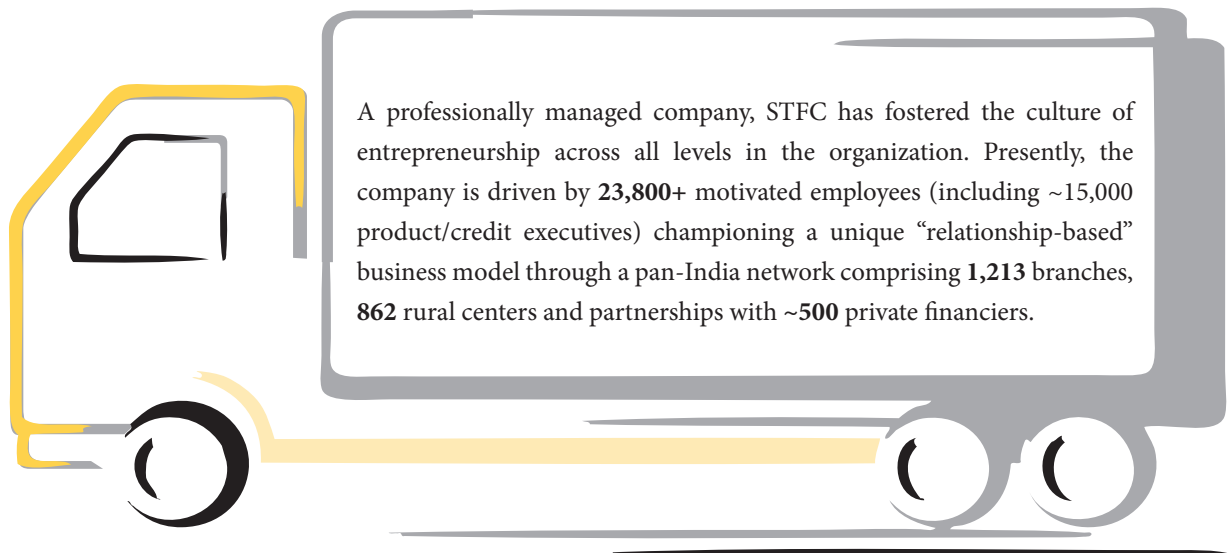 A professionally managed company, STFC has fostered the culture of
entrepreneurship across all levels in the organization. Presently, the
company is driven by 23,800+ motivated employees (including ~15,000
product/credit executives) championing a unique “relationship-based”
business model through a pan-India network comprising 1,213 branches,
862 rural centers and partnerships with ~500 private financiers.